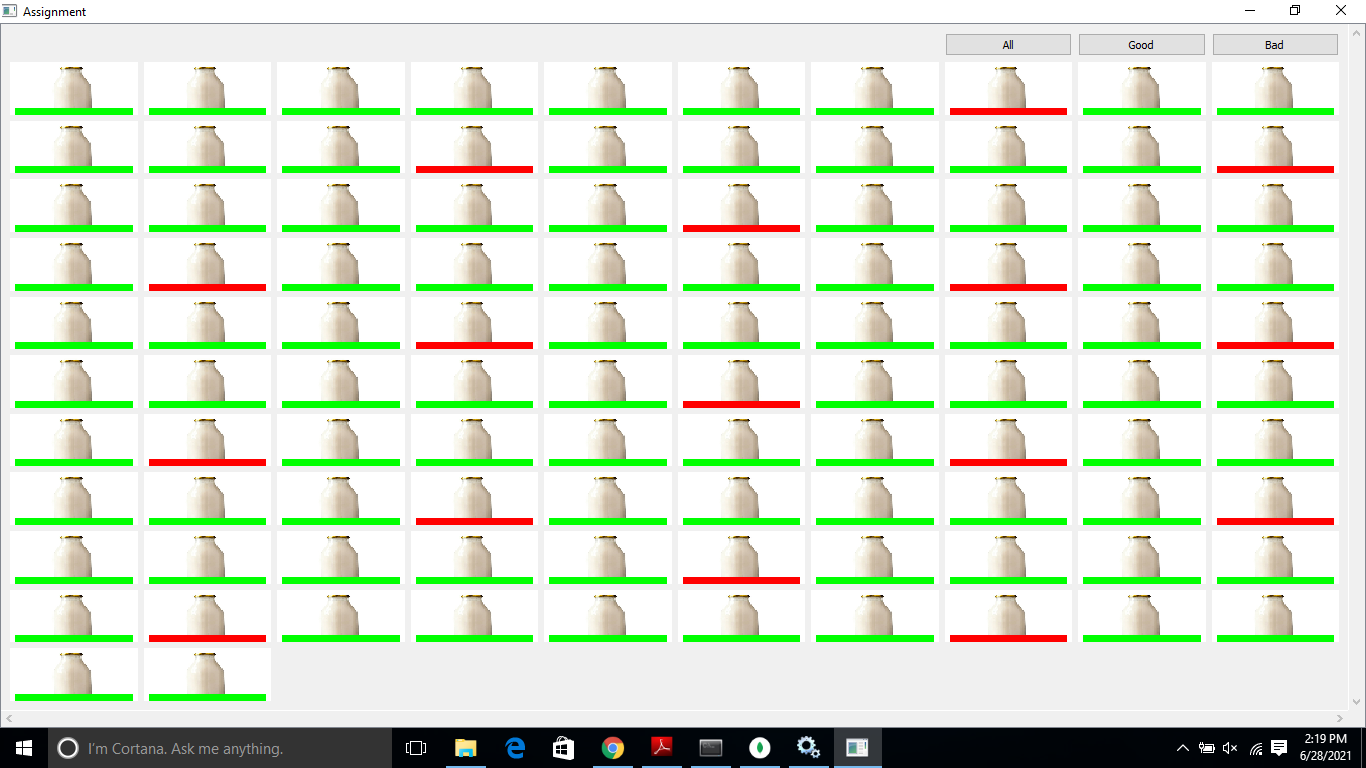 Assignment
All Good Bad
I'm Cortana. Ask me anything.
2:19 PM
6/28/2021